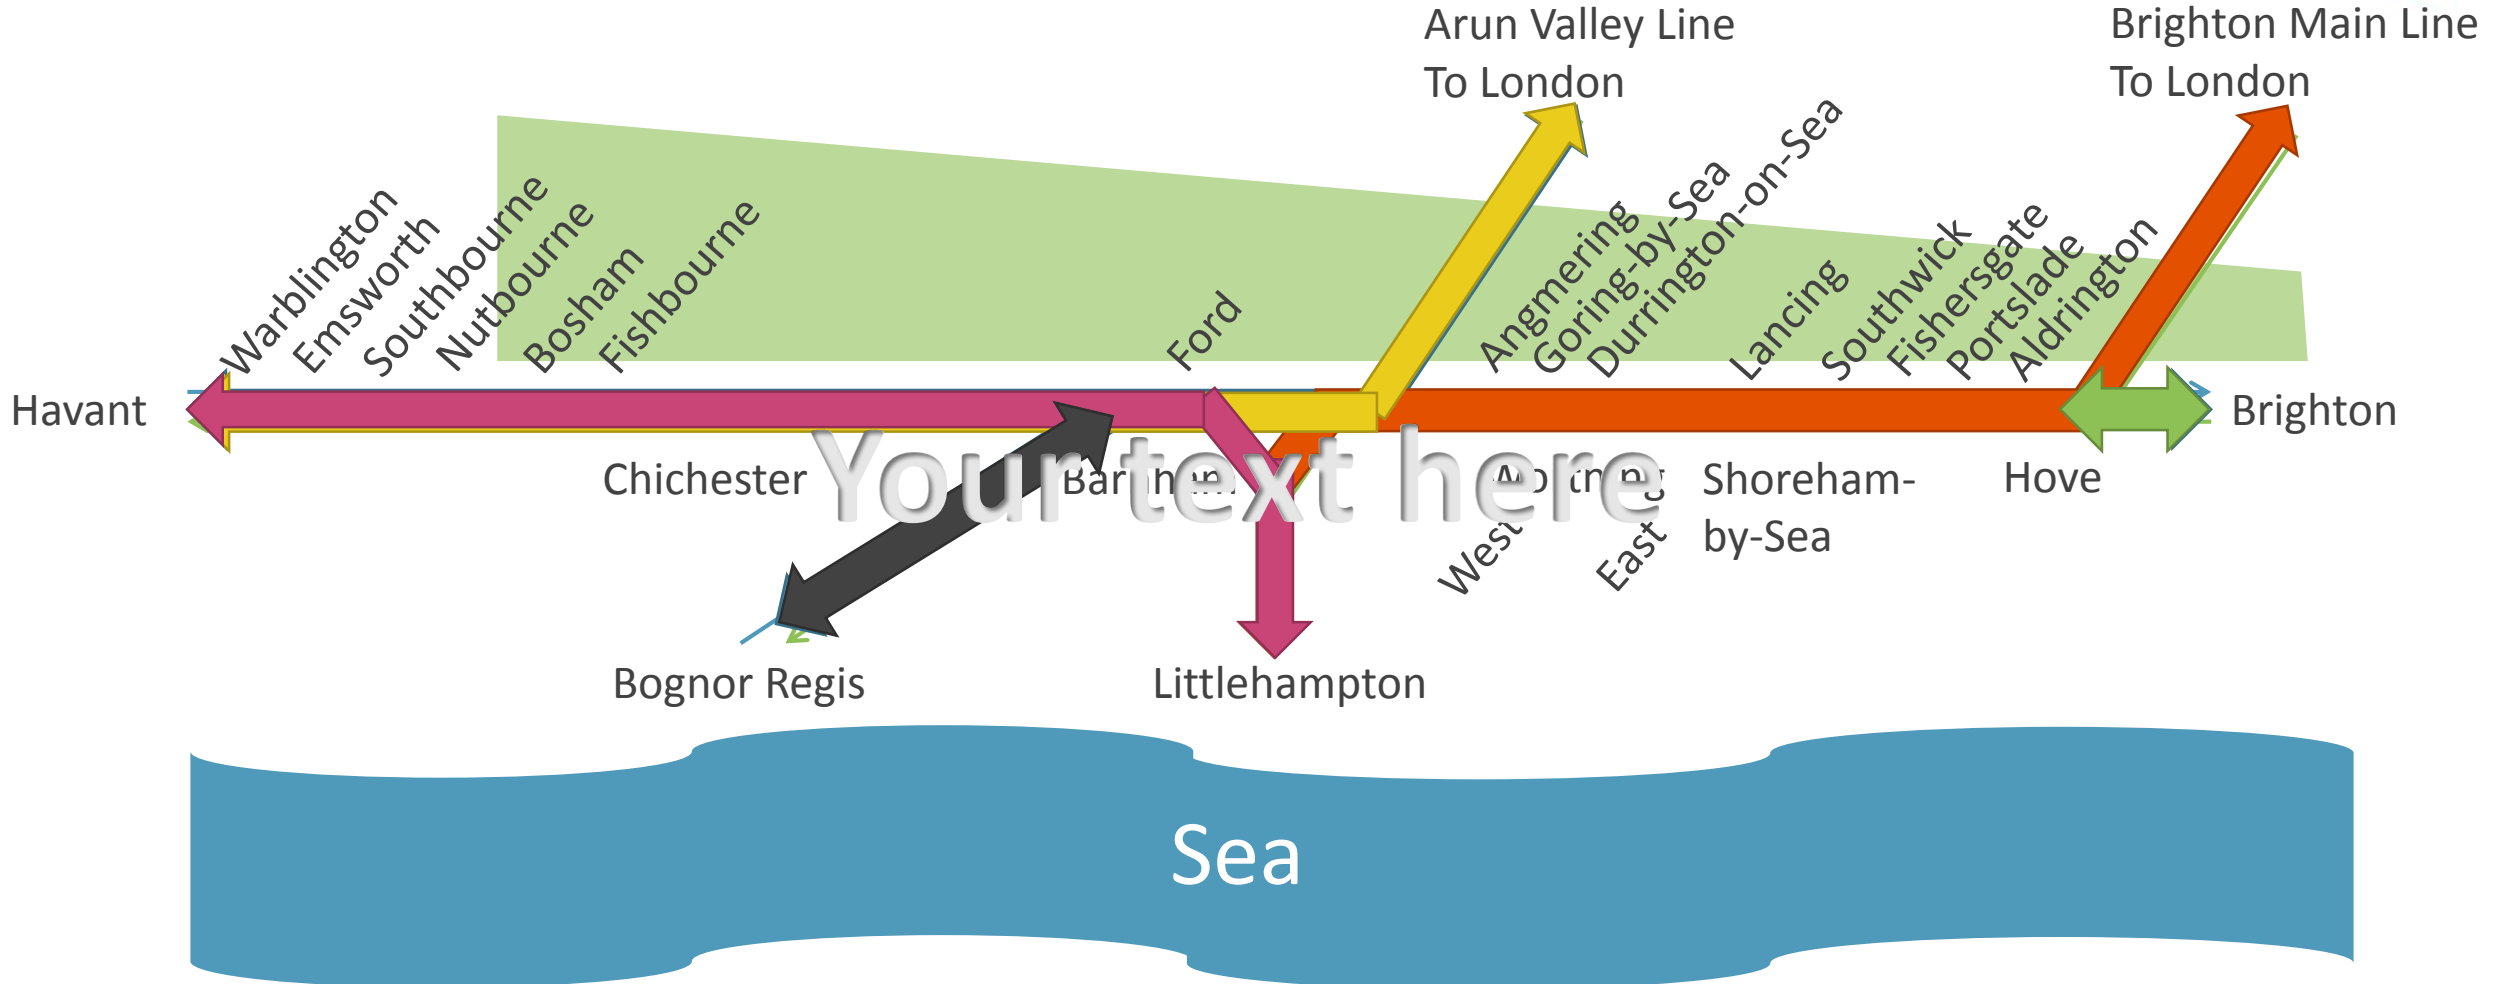 Arun Valley Line
To London
Brighton Main Line
To London
Warblington
Emsworth
Southbourne
Nutbourne
Bosham
Fishbourne
Ford
Angmering
Goring-by-Sea
Durrington-on-Sea
Lancing
Southwick
Fishersgate
Portslade
Aldrington
Havant
Brighton
Chichester
Barnham
Your text here
Worthing
Shoreham-
by-Sea
Hove
West
East
Bognor Regis
Littlehampton
Sea